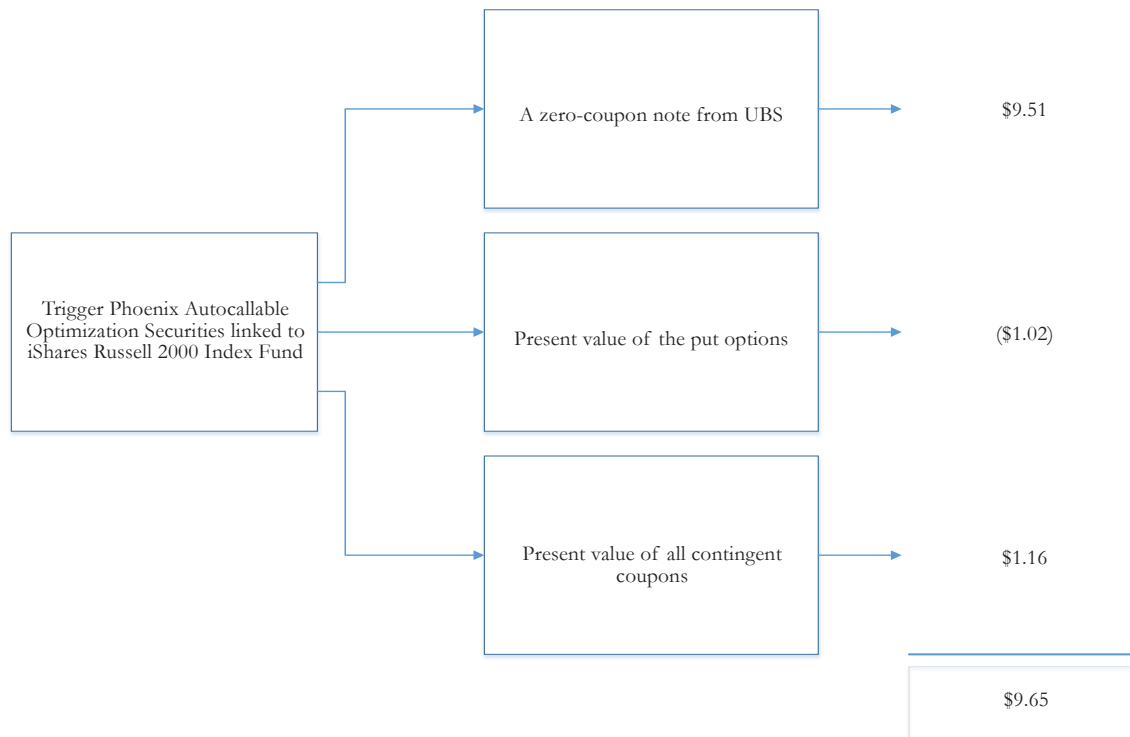 A zero-coupon note from UBS
$9.51
Trigger Phoenix Autocallable
Optimization Securities linked to
iShares Russell 2000 Index Fund
Present value of the put options
($1.02)
Present value of all contingent
coupons
$1.16
$9.65